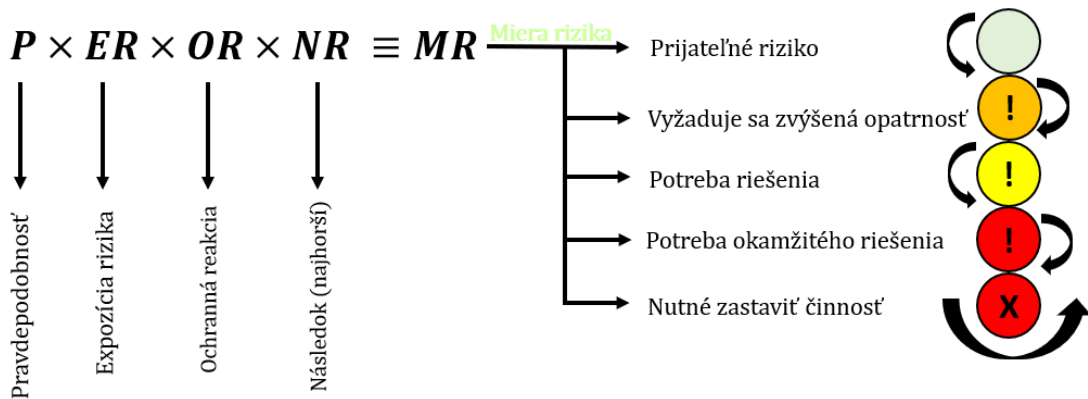 P × ER × OR × NR ≡ MR
Miera rizika
Prijateľné riziko
Vyžaduje sa zvýšená opatrnosť
Potreba riešenia
Potreba okamžitého riešenia
Nutné zastaviť činnosť
Pravdepodobnosť
Expozícia rizika
Ochranná reakcia
Následok (najhorší)
!
!
!
X